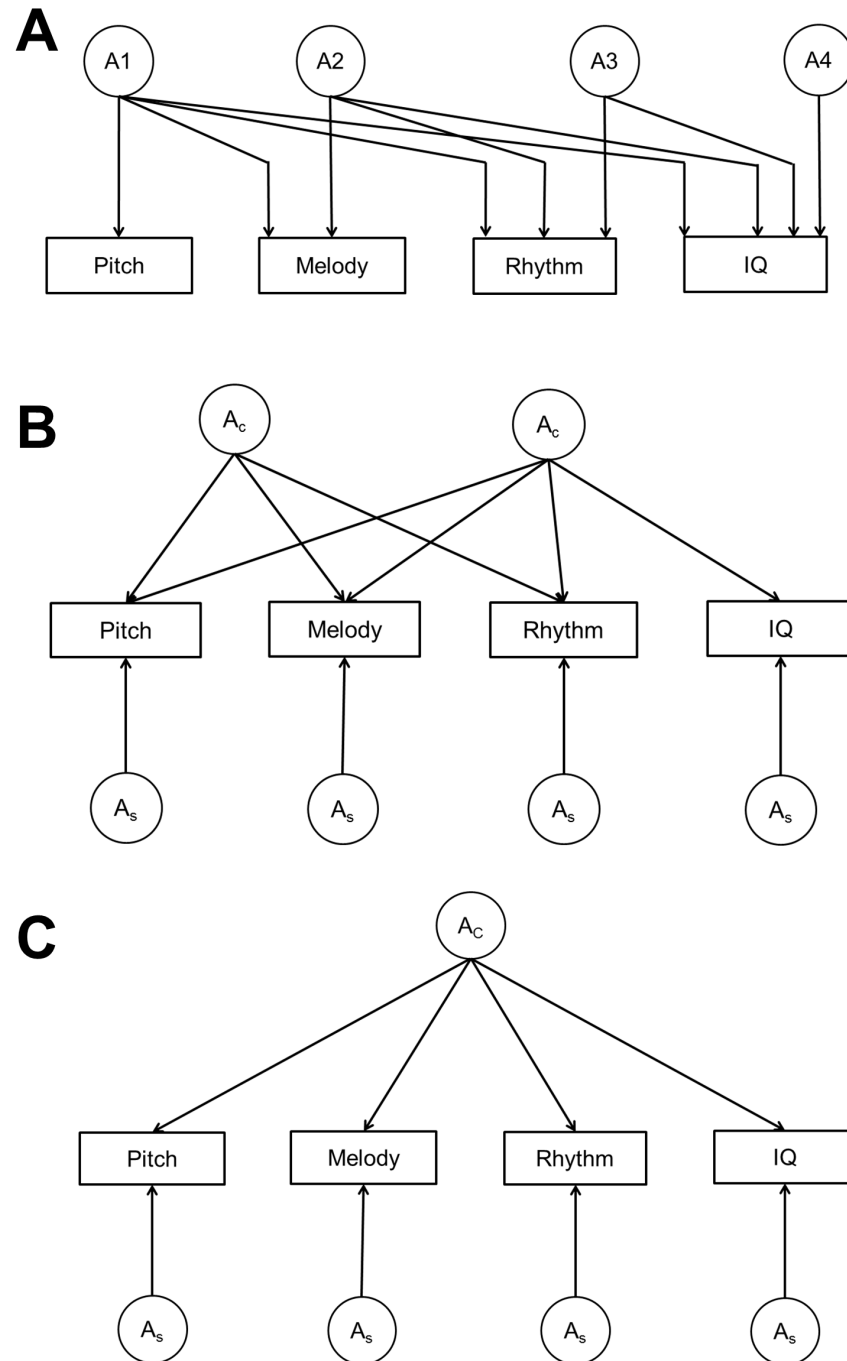 A
A1 A2 A3 A4
Pitch Melody Rhythm IQ
B
Ac Ac
Pitch Melody Rhythm IQ
As As As As
C
AC
Pitch Melody Rhythm IQ
As As As As